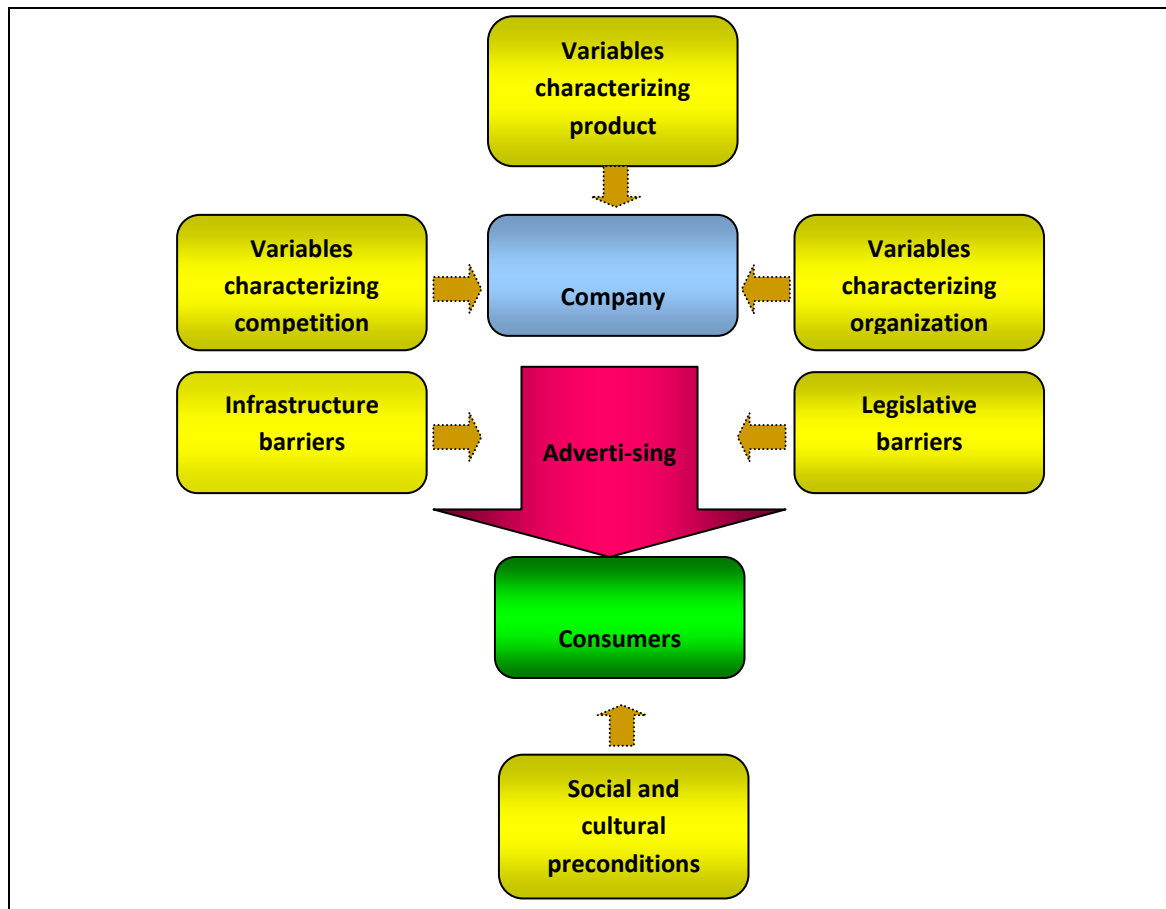 Variables
characterizing
product
Variables
characterizing
competition
Company
Variables
characterizing
organization
Infrastructure
barriers
Adverti-sing
Legislative
barriers
Consumers
Social and
cultural
preconditions